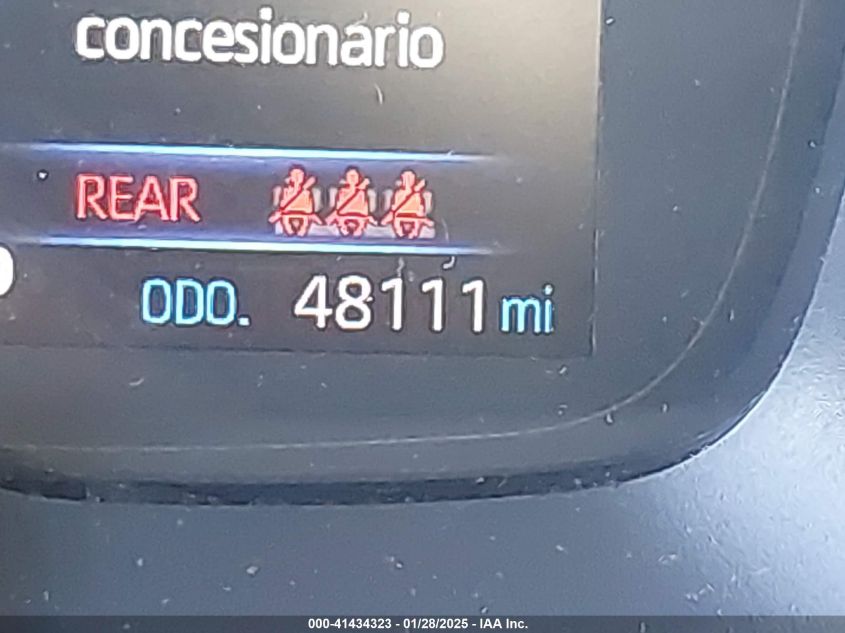 concesionario
REAR
ODO. 48111 mi
000-41434323 - 01/28/2025 - IAA Inc.